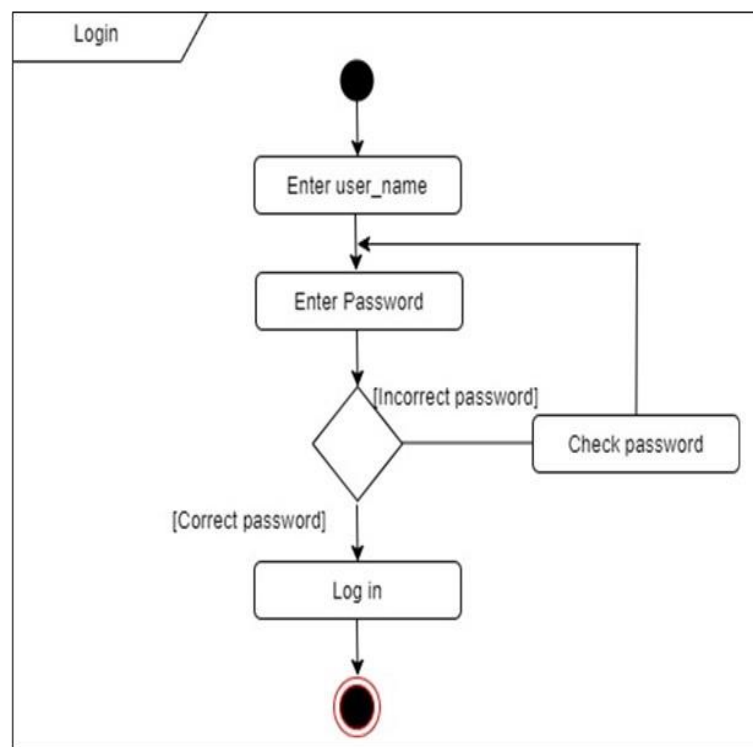 Login
Enter user_name
Enter Password
[Incorrect password]
Check password
[Correct password]
Log in